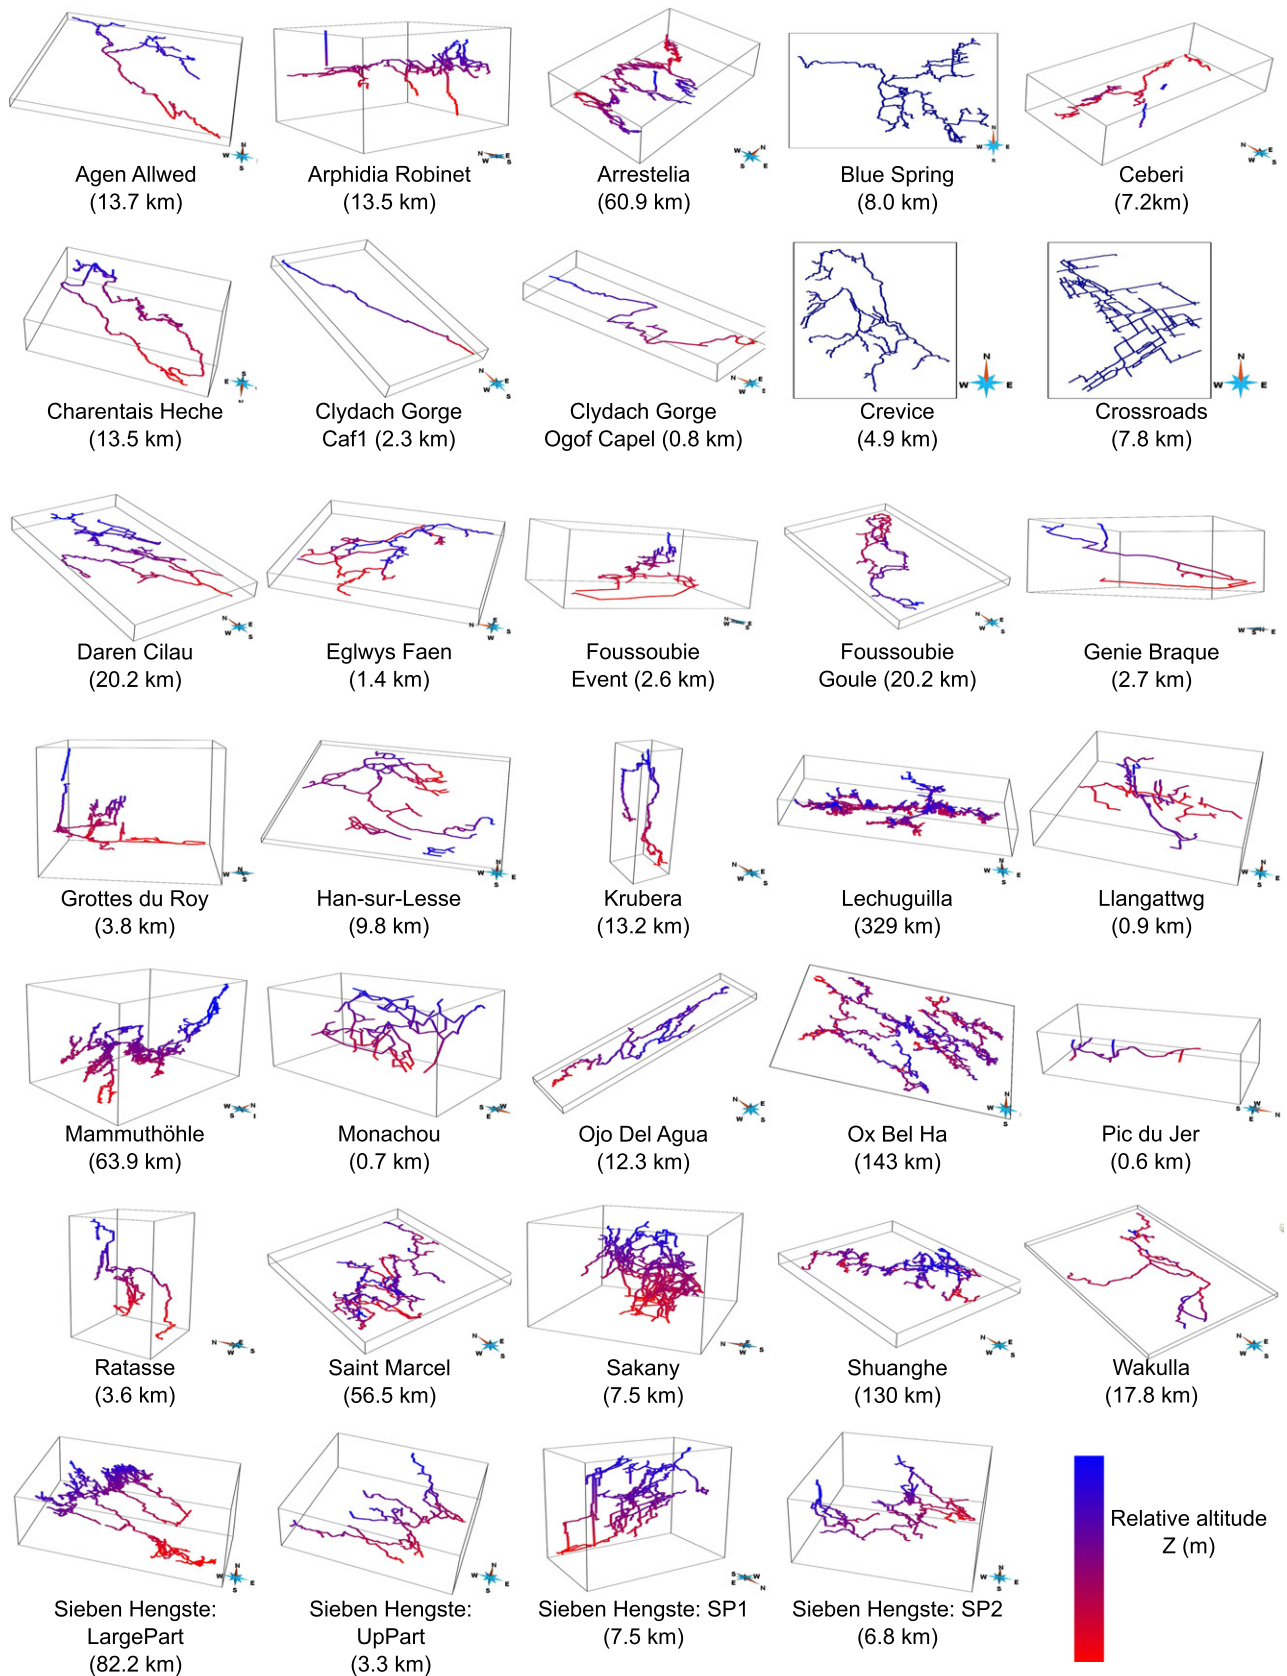 Agen Allwed
(13.7 km)
Arphidia Robinet
(13.5 km)
Arrestelia
(60.9 km)
Blue Spring
(8.0 km)
Ceberi
(7.2km)
Charentais Heche
(13.5 km)
Clydach Gorge
Caf1 (2.3 km)
Clydach Gorge
Ogof Capel (0.8 km)
Crevice
(4.9 km)
N
W E
S
Crossroads
(7.8 km)
N
W E
S
Daren Cilau
(20.2 km)
Eglwys Faen
(1.4 km)
Foussoubie
Event (2.6 km)
Foussoubie
Goule (20.2 km)
Genie Braque
(2.7 km)
Grottes du Roy
(3.8 km)
Han-sur-Lesse
(9.8 km)
Krubera
(13.2 km)
Lechuguilla
(329 km)
Llangattwg
(0.9 km)
Mammuthöhle
(63.9 km)
Monachou
(0.7 km)
Ojo Del Agua
(12.3 km)
Ox Bel Ha
(143 km)
Pic du Jer
(0.6 km)
Ratasse
(3.6 km)
Saint Marcel
(56.5 km)
Sakany
(7.5 km)
Shuanghe
(130 km)
Wakulla
(17.8 km)
Sieben Hengste:
LargePart
(82.2 km)
Sieben Hengste:
UpPart
(3.3 km)
Sieben Hengste: SP1
(7.5 km)
Sieben Hengste: SP2
(6.8 km)
Relative altitude
Z (m)